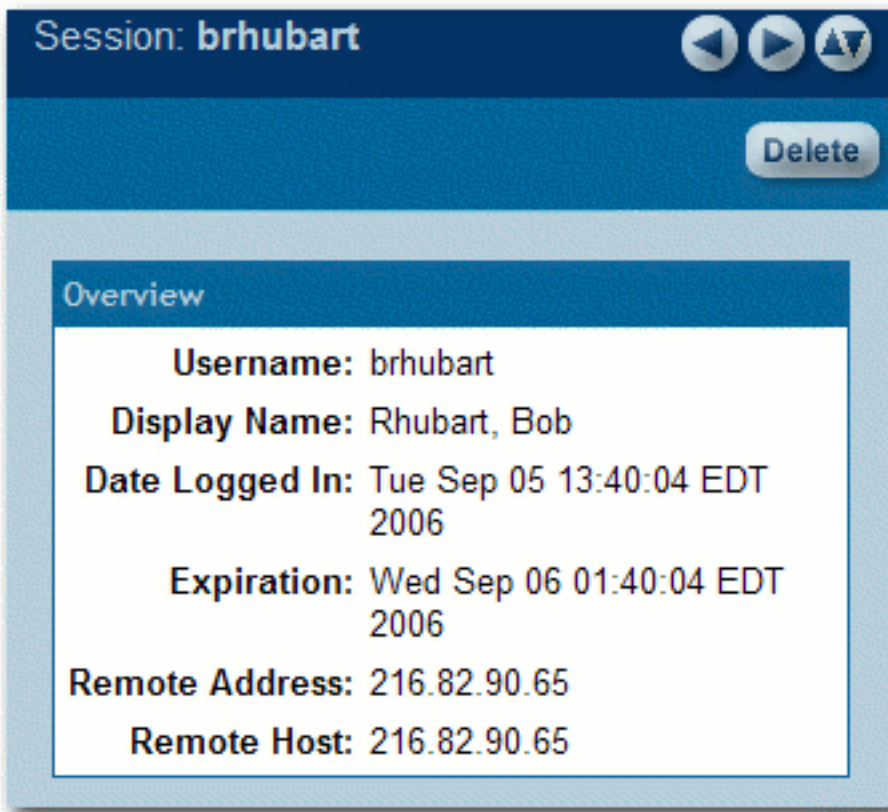 Session: brhubart
Delete
Overview
Username: brhubart
Display Name: Rhubart, Bob
Date Logged In: Tue Sep 05 13:40:04 EDT
2006
Expiration: Wed Sep 06 01:40:04 EDT
2006
Remote Address: 216.82.90.65
Remote Host: 216.82.90.65